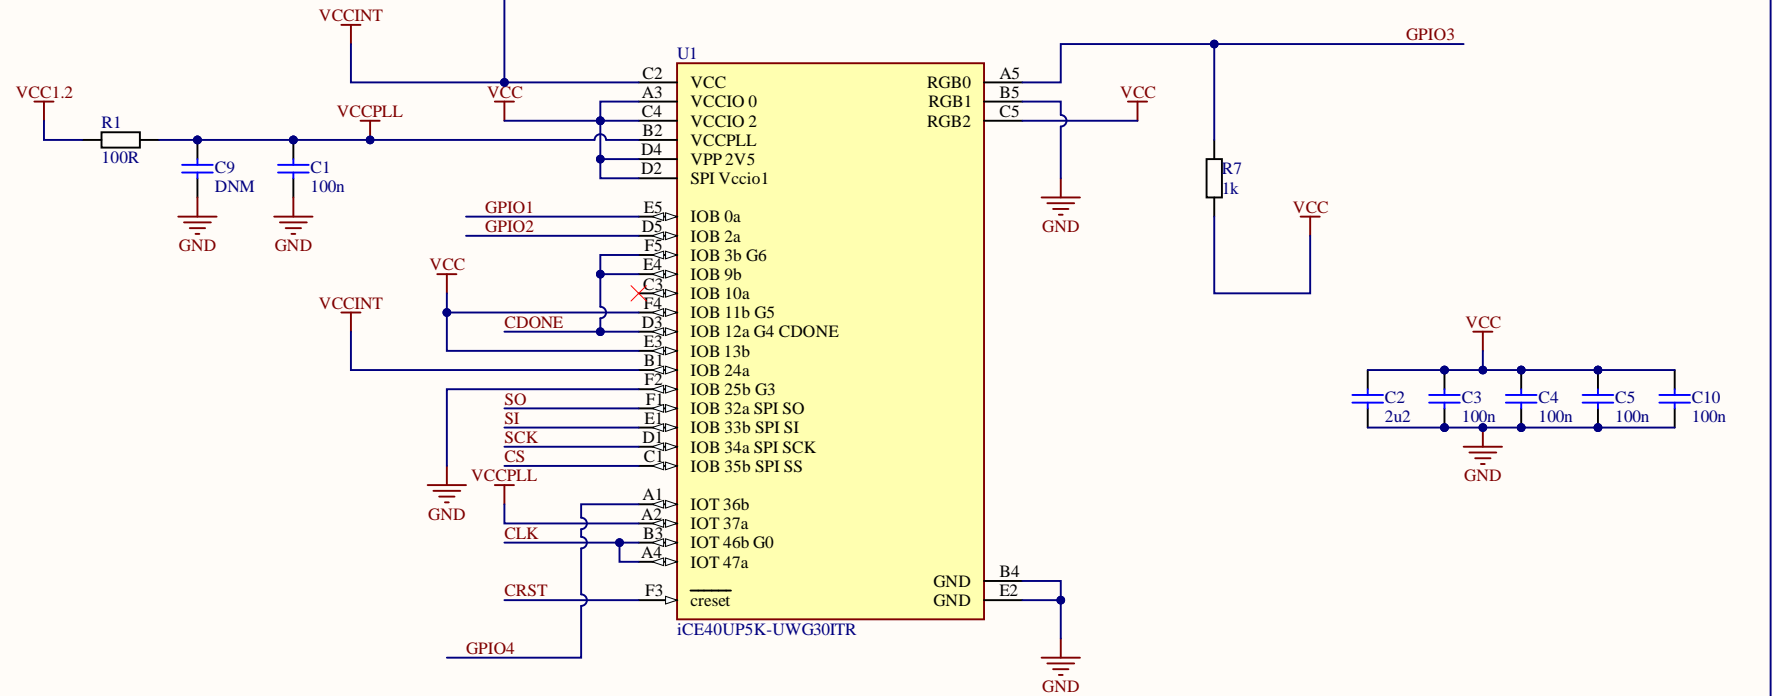 VCCINT
GPIO3
U1
VCC1.2
R1
100R
VCCPLL
VCC
C9
DNM
C1
100n
GND
GND
C2 VCC
A3 VCCIO 0
C4 VCCIO 2
B2 VCCPLL
D4 VPP 2V5
D2 SPI Vccio1
RGB0 A5
RGB1 B5
RGB2 C5
VCC
GND
R7
1k
VCC
GPIO1 E5 IOB 0a
GPIO2 D5 IOB 2a
F5 IOB 3b G6
E4 IOB 9b
C3 IOB 10a
F4 IOB 11b G5
CDONE D3 IOB 12a G4 CDONE
E3 IOB 13b
B1 IOB 24a
F2 IOB 25b G3
SO F1 IOB 32a SPI SO
SI E1 IOB 33b SPI SI
SCK D1 IOB 34a SPI SCK
CS C1 IOB 35b SPI SS
VCC
VCCINT
GND
VCCPLL
A1 IOT 36b
A2 IOT 37a
CLK B3 IOT 46b G0
A4 IOT 47a
CRST F3 creset
GPIO4
GND B4
GND E2
iCE40UP5K-UWG30ITR
GND
VCC
C2
2u2
C3
100n
C4
100n
C5
100n
C10
100n
GND